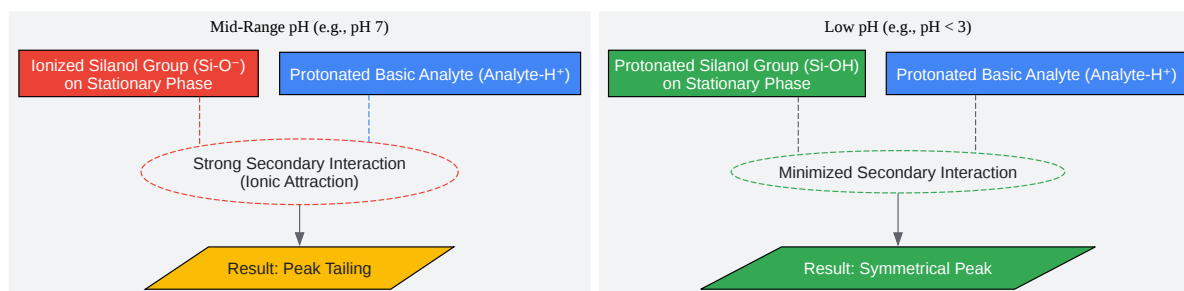 Mid-Range pH (e.g., pH 7)
Ionized Silanol Group (Si-O⁻)
on Stationary Phase
Protonated Basic Analyte (Analyte-H⁺)
Strong Secondary Interaction
(Ionic Attraction)
Result: Peak Tailing
Low pH (e.g., pH < 3)
Protonated Silanol Group (Si-OH)
on Stationary Phase
Protonated Basic Analyte (Analyte-H⁺)
Minimized Secondary Interaction
Result: Symmetrical Peak